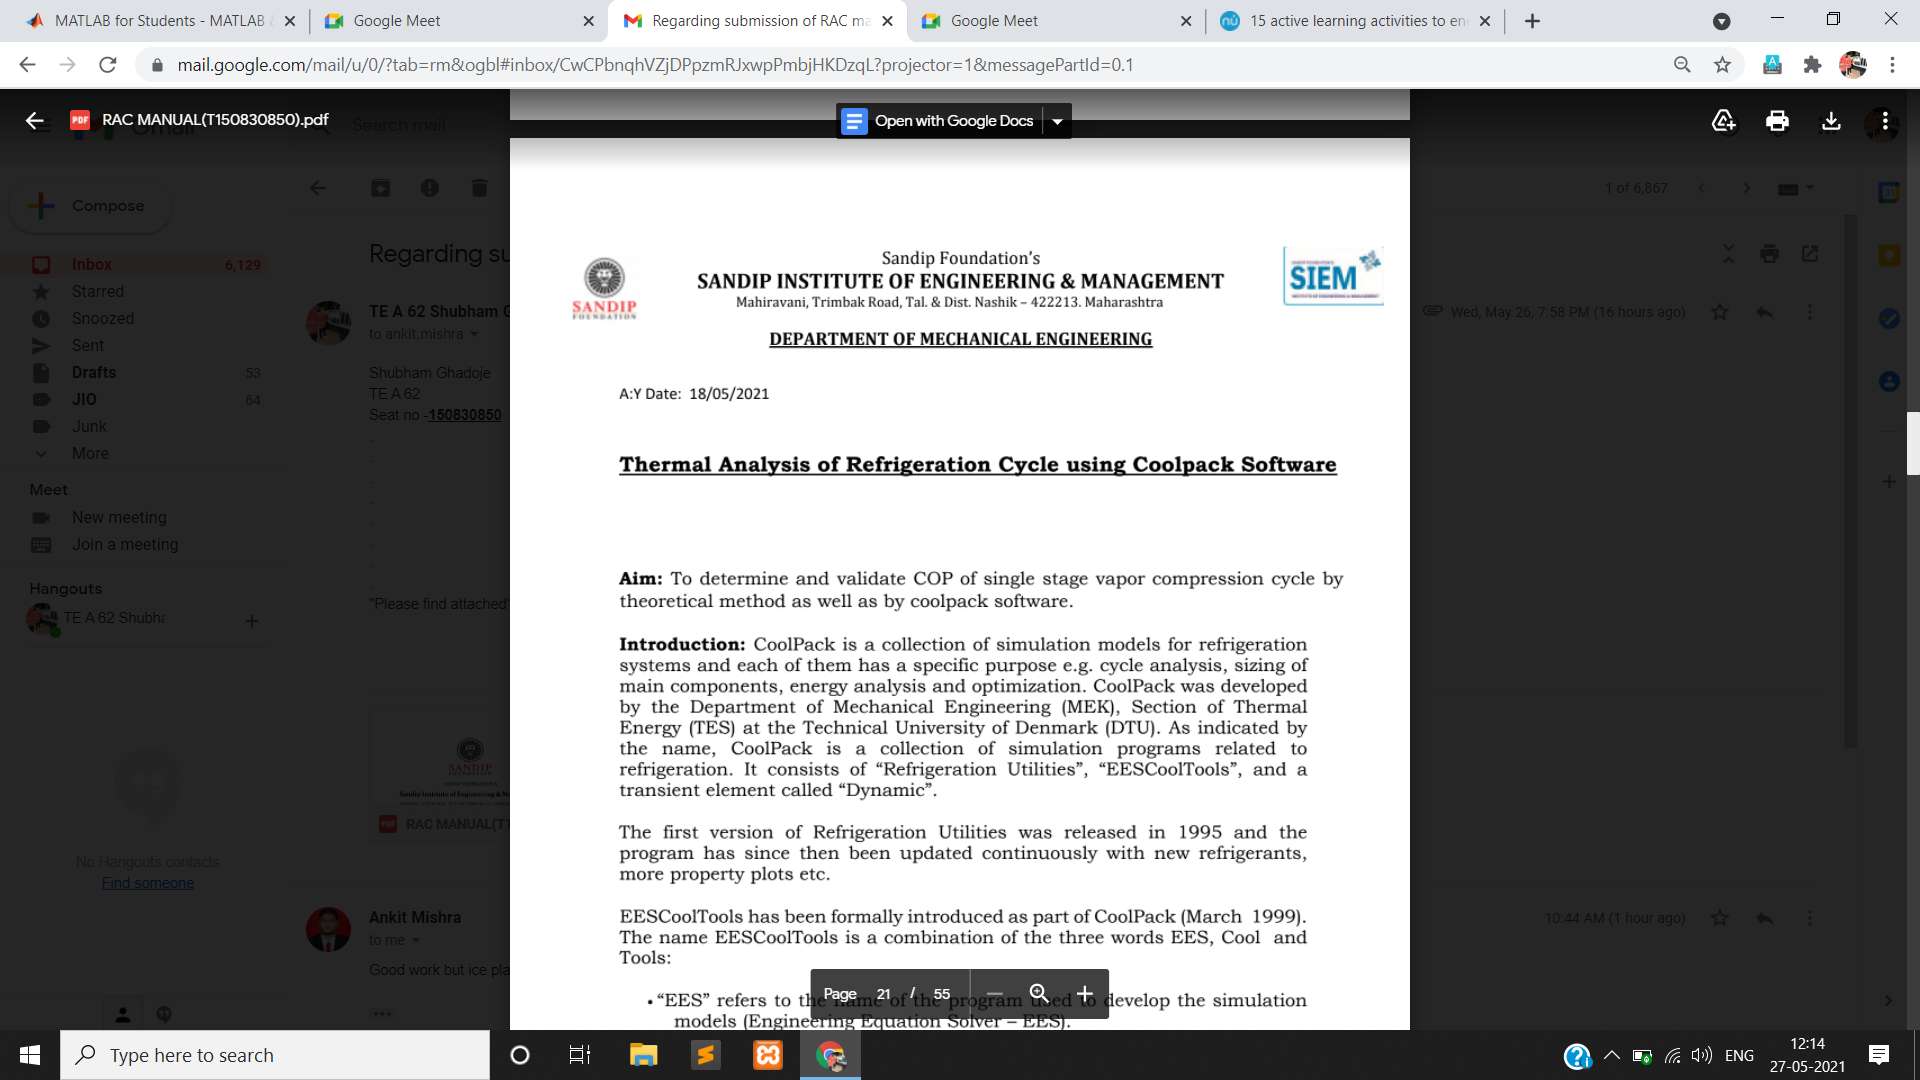 MATLAB for Students - MATLAB &
Google Meet
Regarding submission of RAC ma
Google Meet
15 active learning activities to en
mail.google.com/mail/u/0/?tab=rm&ogbl#inbox/CwCPbnqhVZjDPpzmRJxwpPmbjHKDzqL?projector=1&messagePartId=0.1
RAC MANUAL(T150830850).pdf
Gmail
Search mail
Open with Google Docs
Compose
1 of 6,867
Inbox 6,129
Starred
Snoozed
Sent
Drafts 53
JIO 64
Junk
More
Meet
New meeting
Join a meeting
Hangouts
TE A 62 Shubha
No Hangouts contacts
Find someone
Regarding su
TE A 62 Shubham G
to ankit.mishra
Wed, May 26, 7:58 PM (16 hours ago)
Shubham Ghadoje
TE A 62
Seat no -150830850
"Please find attached"
RAC MANUAL(T
Ankit Mishra
to me
10:44 AM (1 hour ago)
Good work but ice pla
SANDIP
FOUNDATION
Sandip Foundation's
SANDIP INSTITUTE OF ENGINEERING & MANAGEMENT
Mahiravani, Trimbak Road, Tal. & Dist. Nashik – 422213. Maharashtra
SIEM
DEPARTMENT OF MECHANICAL ENGINEERING
A:Y Date: 18/05/2021
Thermal Analysis of Refrigeration Cycle using Coolpack Software
Aim: To determine and validate COP of single stage vapor compression cycle by
theoretical method as well as by coolpack software.
Introduction: CoolPack is a collection of simulation models for refrigeration
systems and each of them has a specific purpose e.g. cycle analysis, sizing of
main components, energy analysis and optimization. CoolPack was developed
by the Department of Mechanical Engineering (MEK), Section of Thermal
Energy (TES) at the Technical University of Denmark (DTU). As indicated by
the name, CoolPack is a collection of simulation programs related to
refrigeration. It consists of “Refrigeration Utilities”, “EESCoolTools”, and a
transient element called “Dynamic”.
The first version of Refrigeration Utilities was released in 1995 and the
program has since then been updated continuously with new refrigerants,
more property plots etc.
EESCoolTools has been formally introduced as part of CoolPack (March 1999).
The name EESCoolTools is a combination of the three words EES, Cool and
Tools:
• “EES” refers to the name of the program used to develop the simulation
models (Engineering Equation Solver – EES).
Page 21 / 55
Type here to search
ENG
12:14
27-05-2021